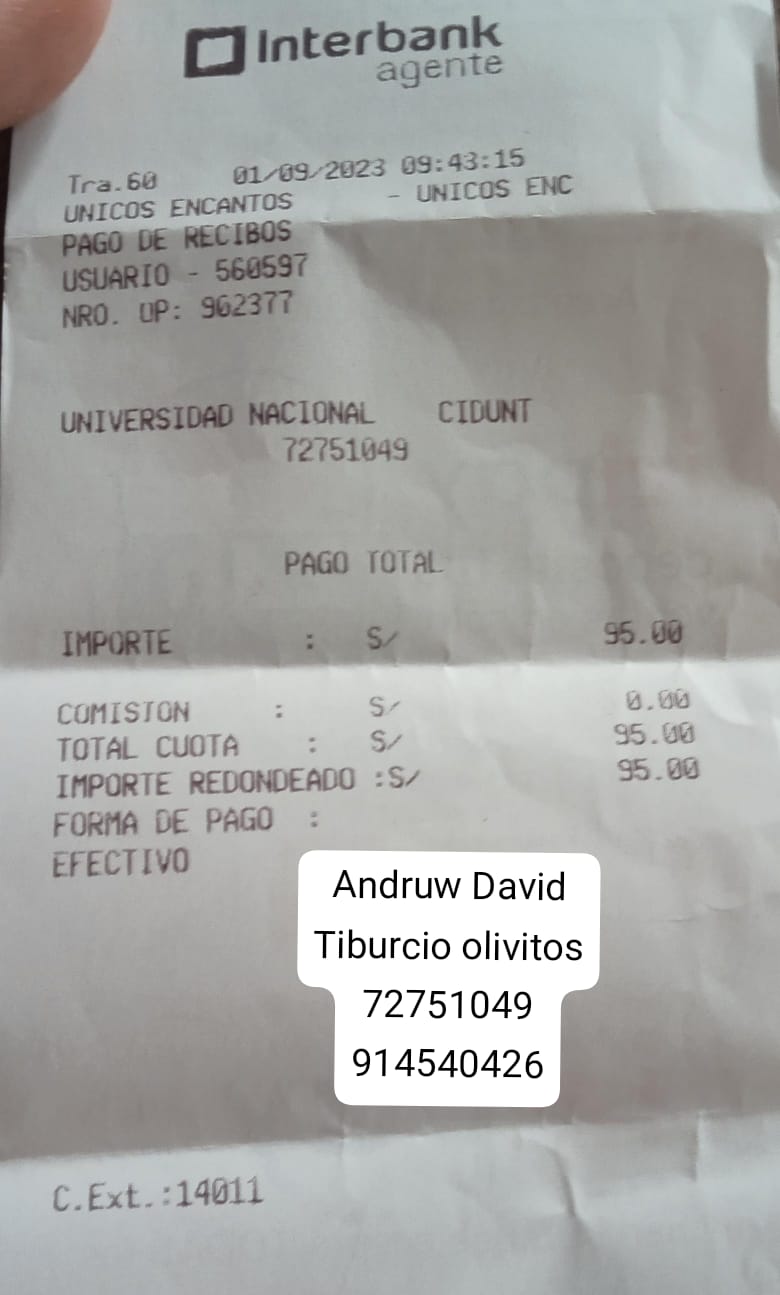 Interbank
agente
Tra.60 01/09/2023 09:43:15
UNICOS ENCANTOS - UNICOS ENC
PAGO DE RECIBOS
USUARIO - 560597
NRO. OP: 962377
UNIVERSIDAD NACIONAL CIDUNT
72751049
PAGO TOTAL
IMPORTE : S/ 95.00
COMISION : S/ 0.00
TOTAL CUOTA : S/ 95.00
IMPORTE REDONDEADO :S/ 95.00
FORMA DE PAGO :
EFECTIVO
Andruw David
Tiburcio olivitos
72751049
914540426
C.Ext.:14011